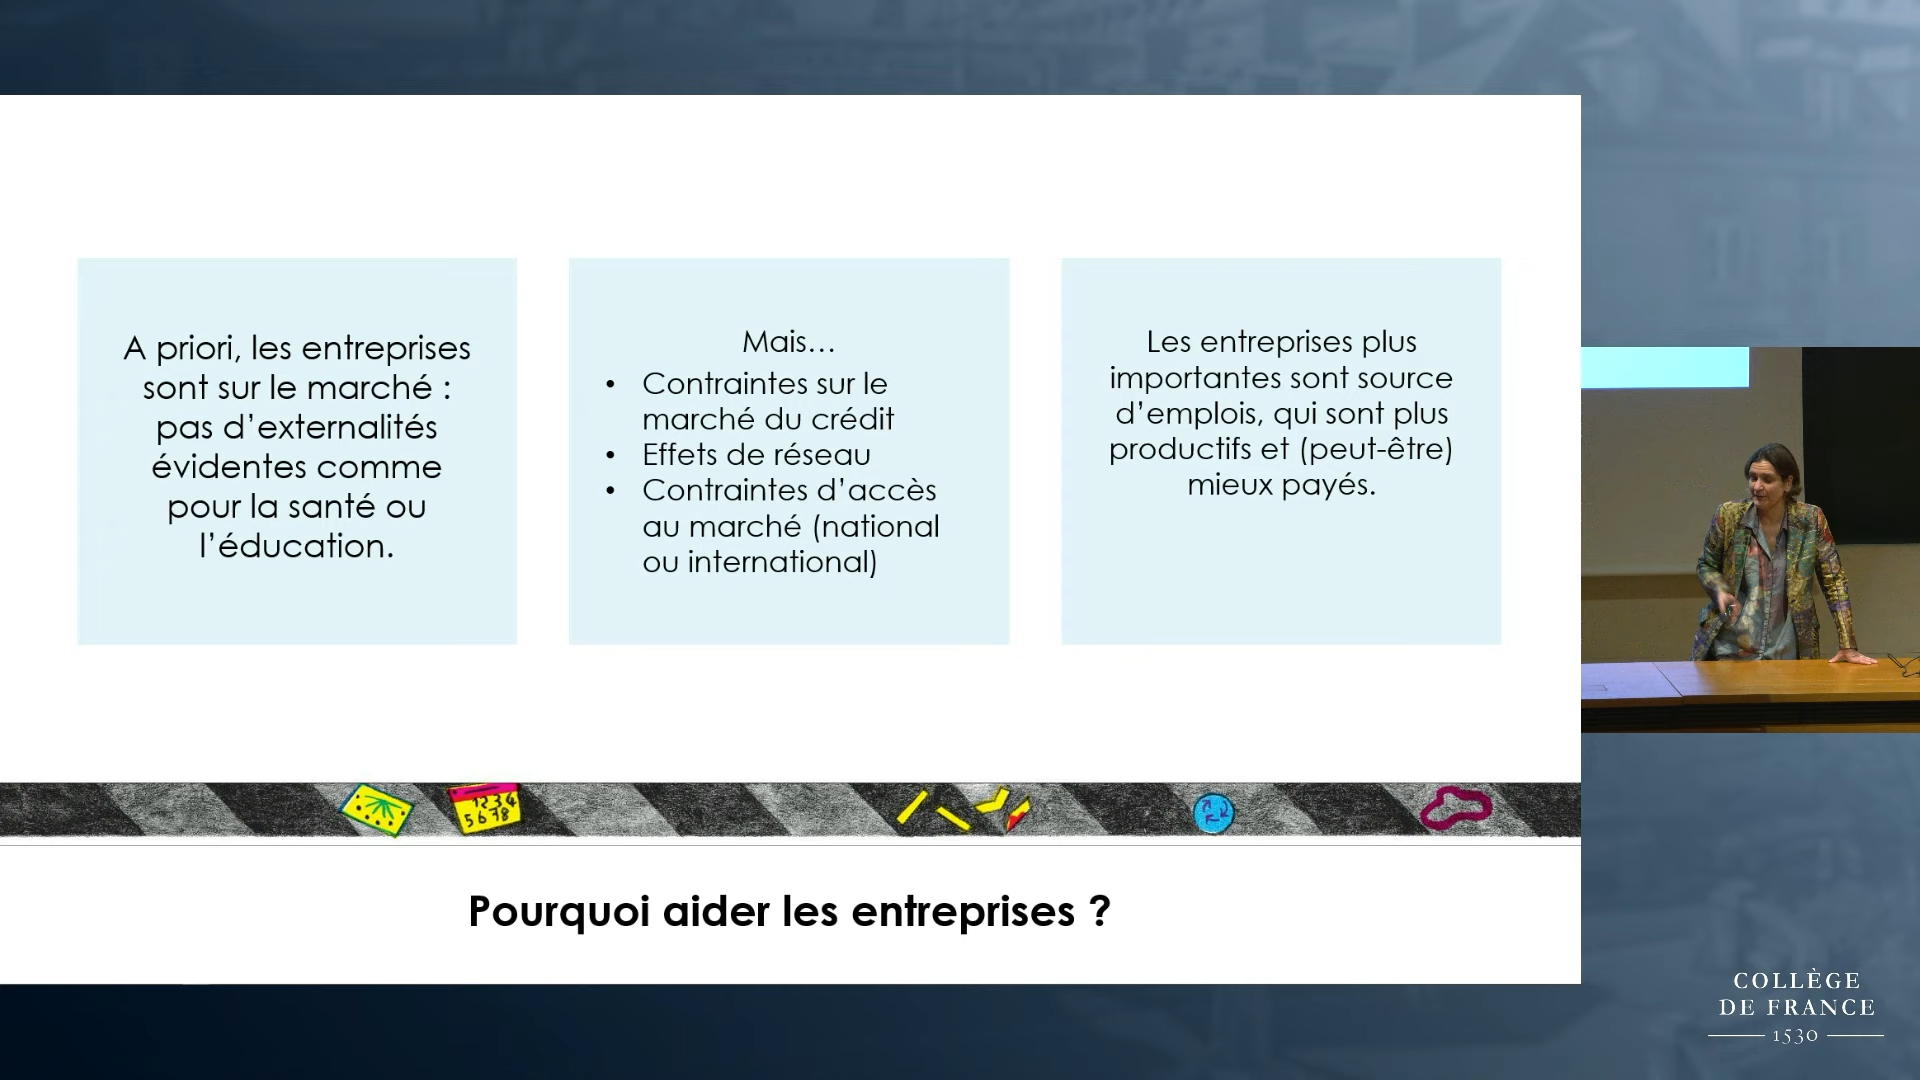 A priori, les entreprises
sont sur le marché :
pas d’externalités
évidentes comme
pour la santé ou
l’éducation.
Mais…
• Contraintes sur le
marché du crédit
• Effets de réseau
• Contraintes d’accès
au marché (national
ou international)
Les entreprises plus
importantes sont source
d’emplois, qui sont plus
productifs et (peut-être)
mieux payés.
1234
5678
Pourquoi aider les entreprises ?
COLLÈGE
DE FRANCE
1530